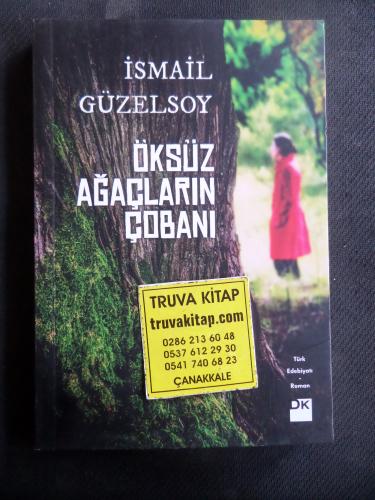 İSMAİL
GÜZELSOY
ÖKSÜZ
AĞAÇLARIN
ÇOBANI
TRUVA KİTAP
truvakitap.com
0286 213 60 48
0537 612 29 30
0541 740 68 23
ÇANAKKALE
Türk
Edebiyatı
-
Roman
DK